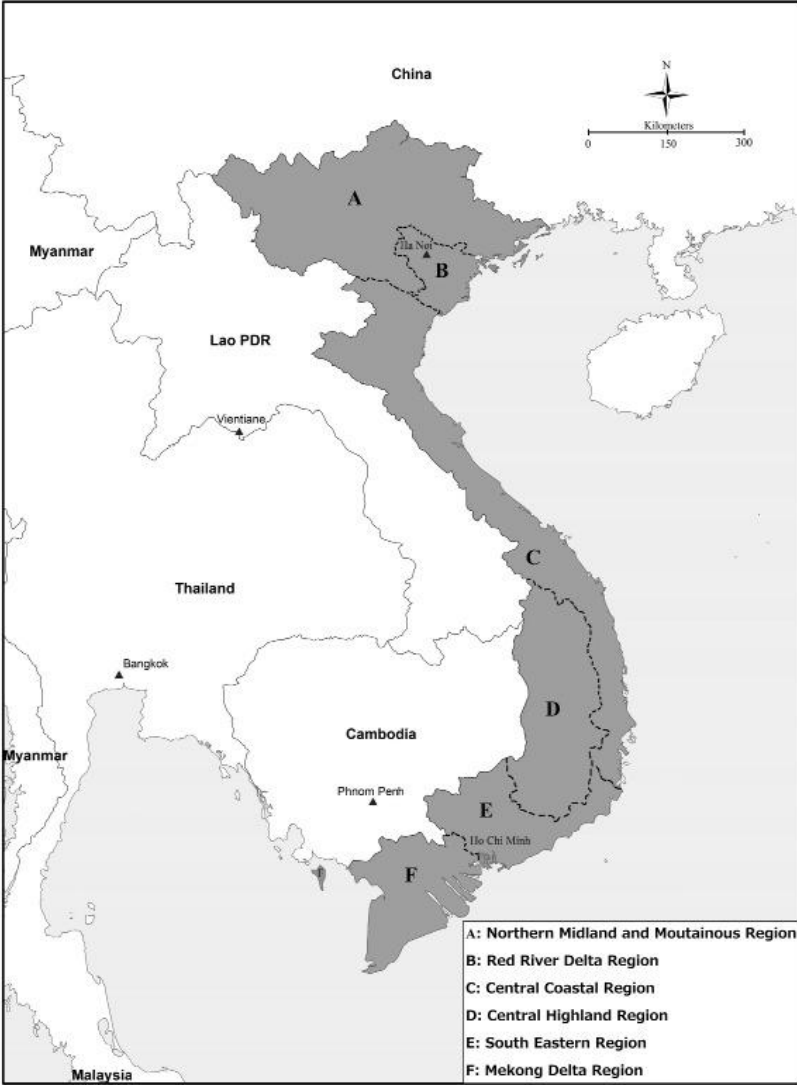 China
N
Kilometers
0 150 300
A
Myanmar
Ha Noi
B
Lao PDR
Vientiane
C
Thailand
Bangkok
D
Cambodia
Myanmar
Phnom Penh
E
Ho Chi Minh
F
A: Northern Midland and Moutainous Region
B: Red River Delta Region
C: Central Coastal Region
D: Central Highland Region
E: South Eastern Region
F: Mekong Delta Region
Malaysia